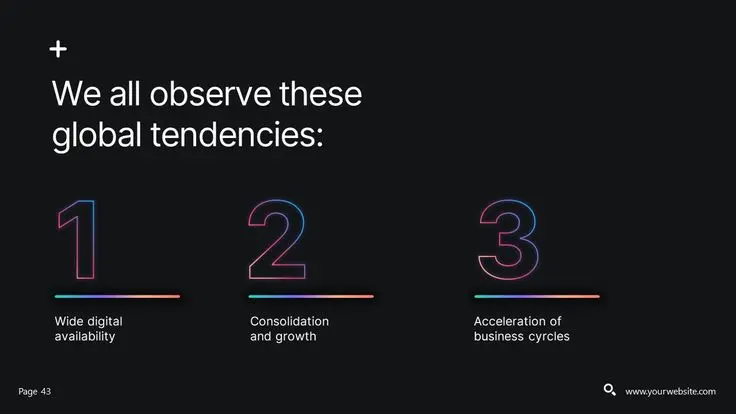 We all observe these
global tendencies:
1
2
3
Wide digital
availability
Consolidation
and growth
Acceleration of
business cyrcles
Page 43
www.yourwebsite.com